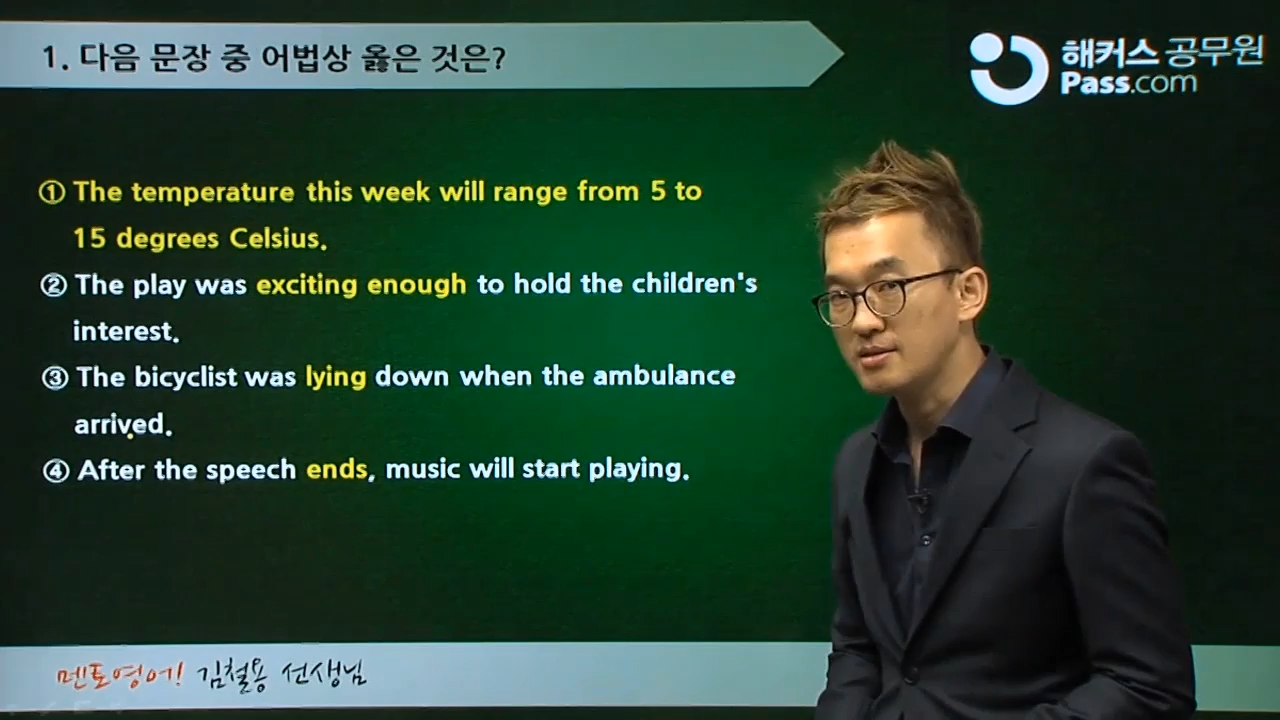 1. 다음 문장 중 어법상 옳은 것은?
해커스 공무원
Pass.com
① The temperature this week will range from 5 to
15 degrees Celsius.
② The play was exciting enough to hold the children's
interest.
③ The bicyclist was lying down when the ambulance
arrived.
④ After the speech ends, music will start playing.
멘토영어! 김철용 선생님